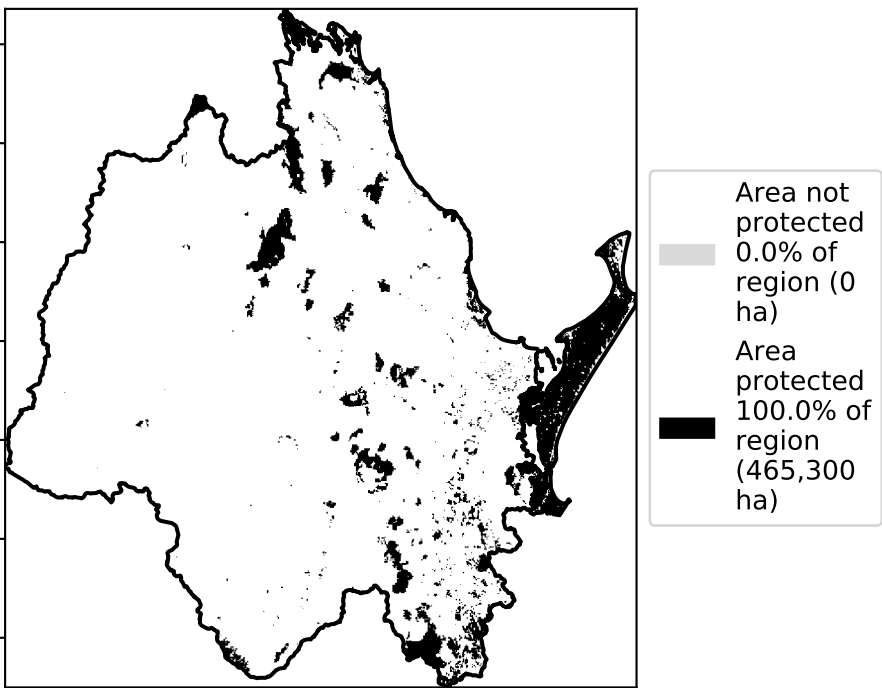 Area not
protected
0.0% of
region (0
ha)
Area
protected
100.0% of
region
(465,300
ha)